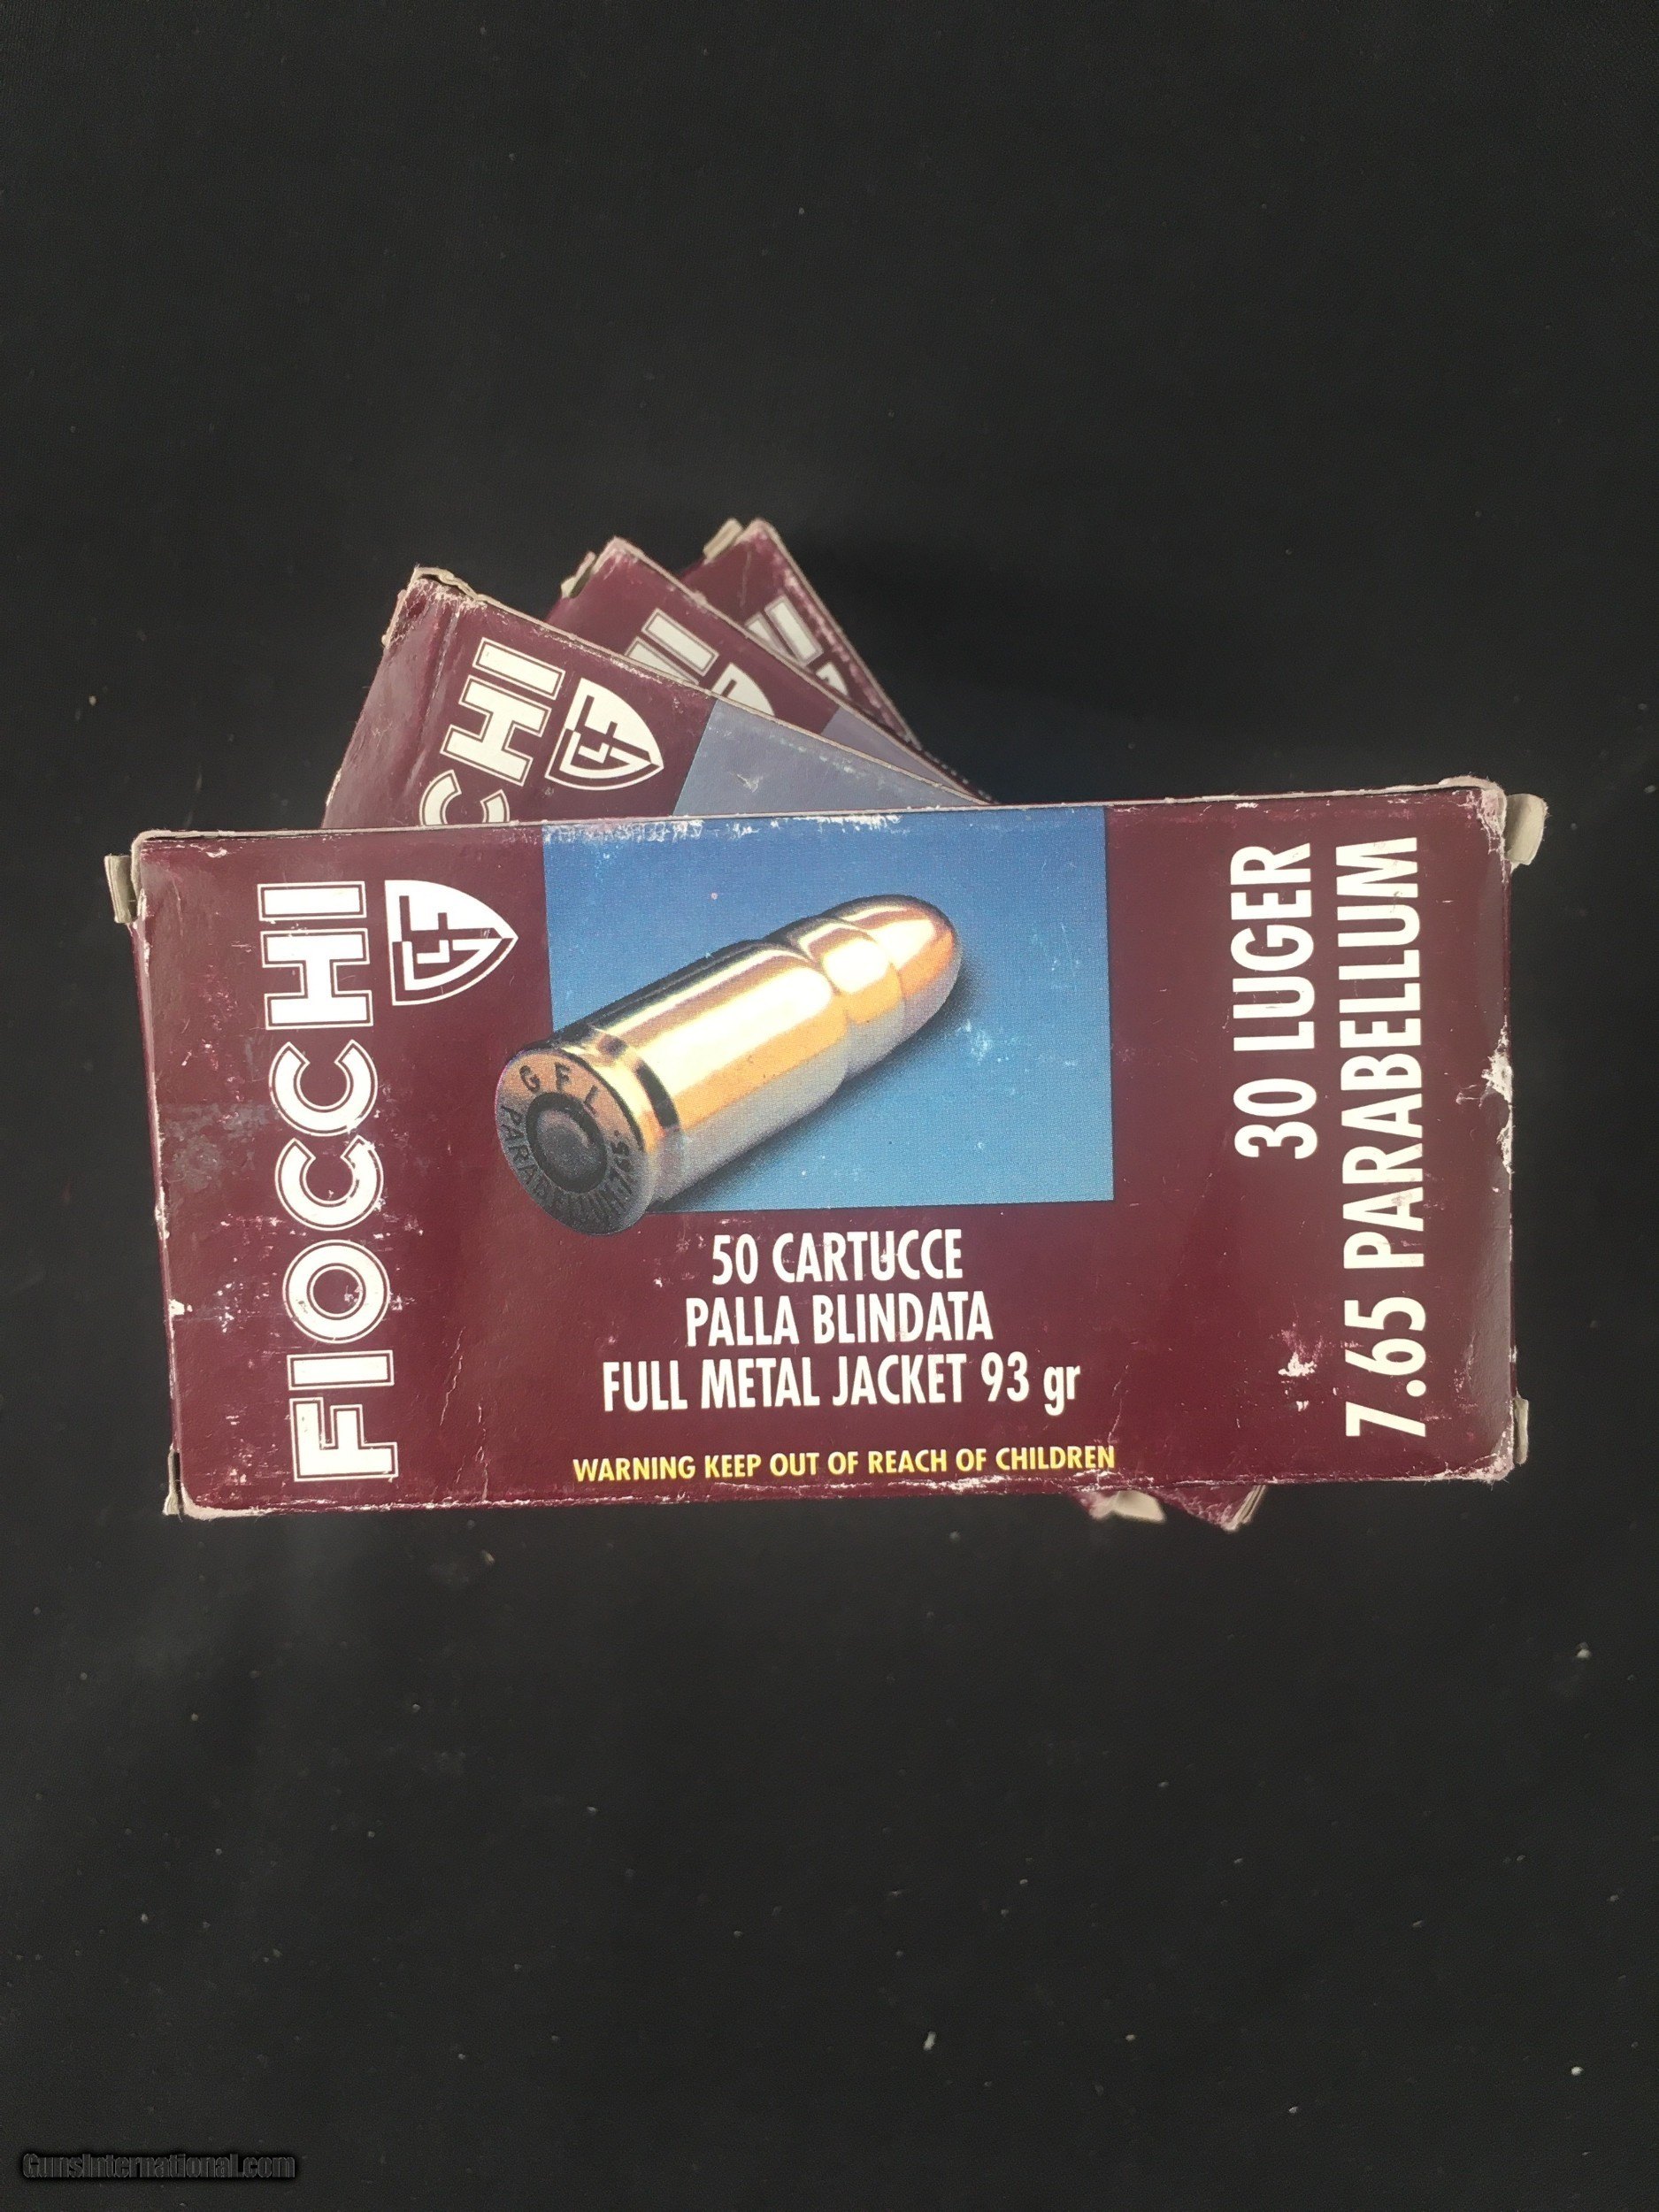 CHI
GFL
FIOCCHI
GFL
G F L
PARABELLUM 7.65
30 LUGER
7.65 PARABELLUM
50 CARTUCCE
PALLA BLINDATA
FULL METAL JACKET 93 gr
WARNING KEEP OUT OF REACH OF CHILDREN
GunsInternational.com